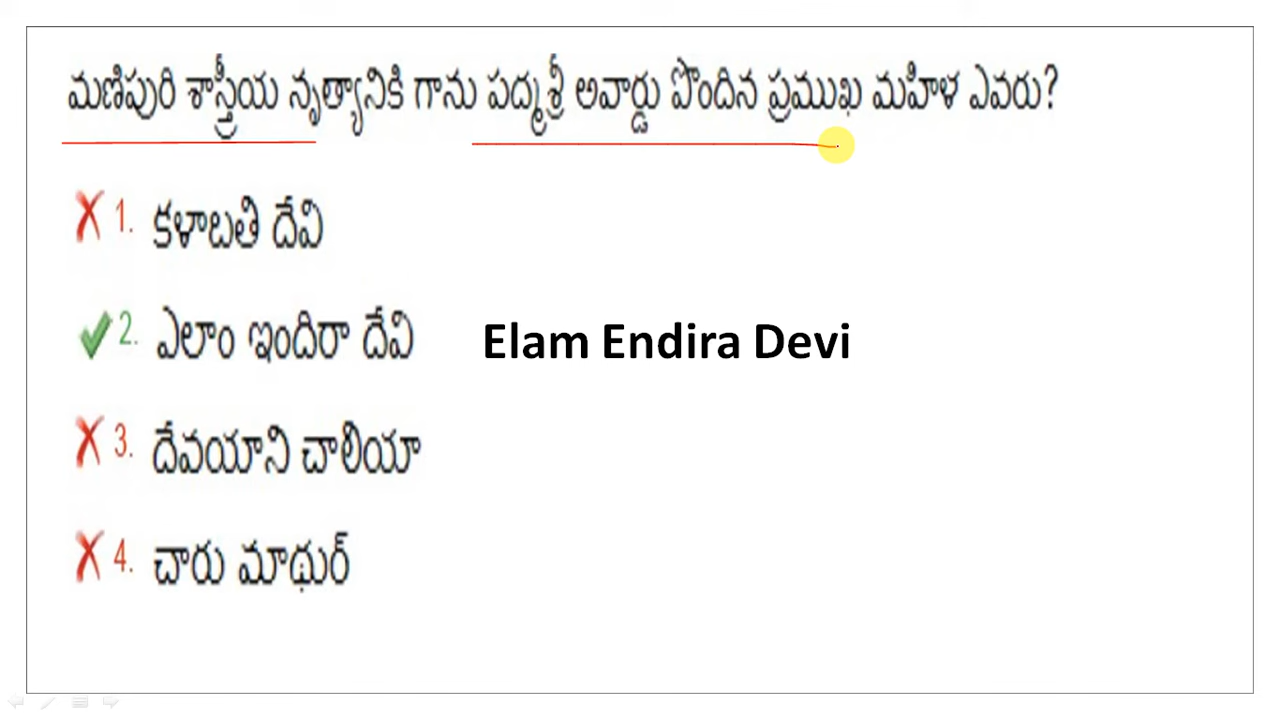 మణిపురి శాస్త్రీయ నృత్యానికి గాను పద్మశ్రీ అవార్డు పొందిన ప్రముఖ మహిళ ఎవరు?
1. కళాబతి దేవి
2. ఎలాం ఇందిరా దేవి Elam Endira Devi
3. దేవయాని చాలియా
4. చారు మాథుర్